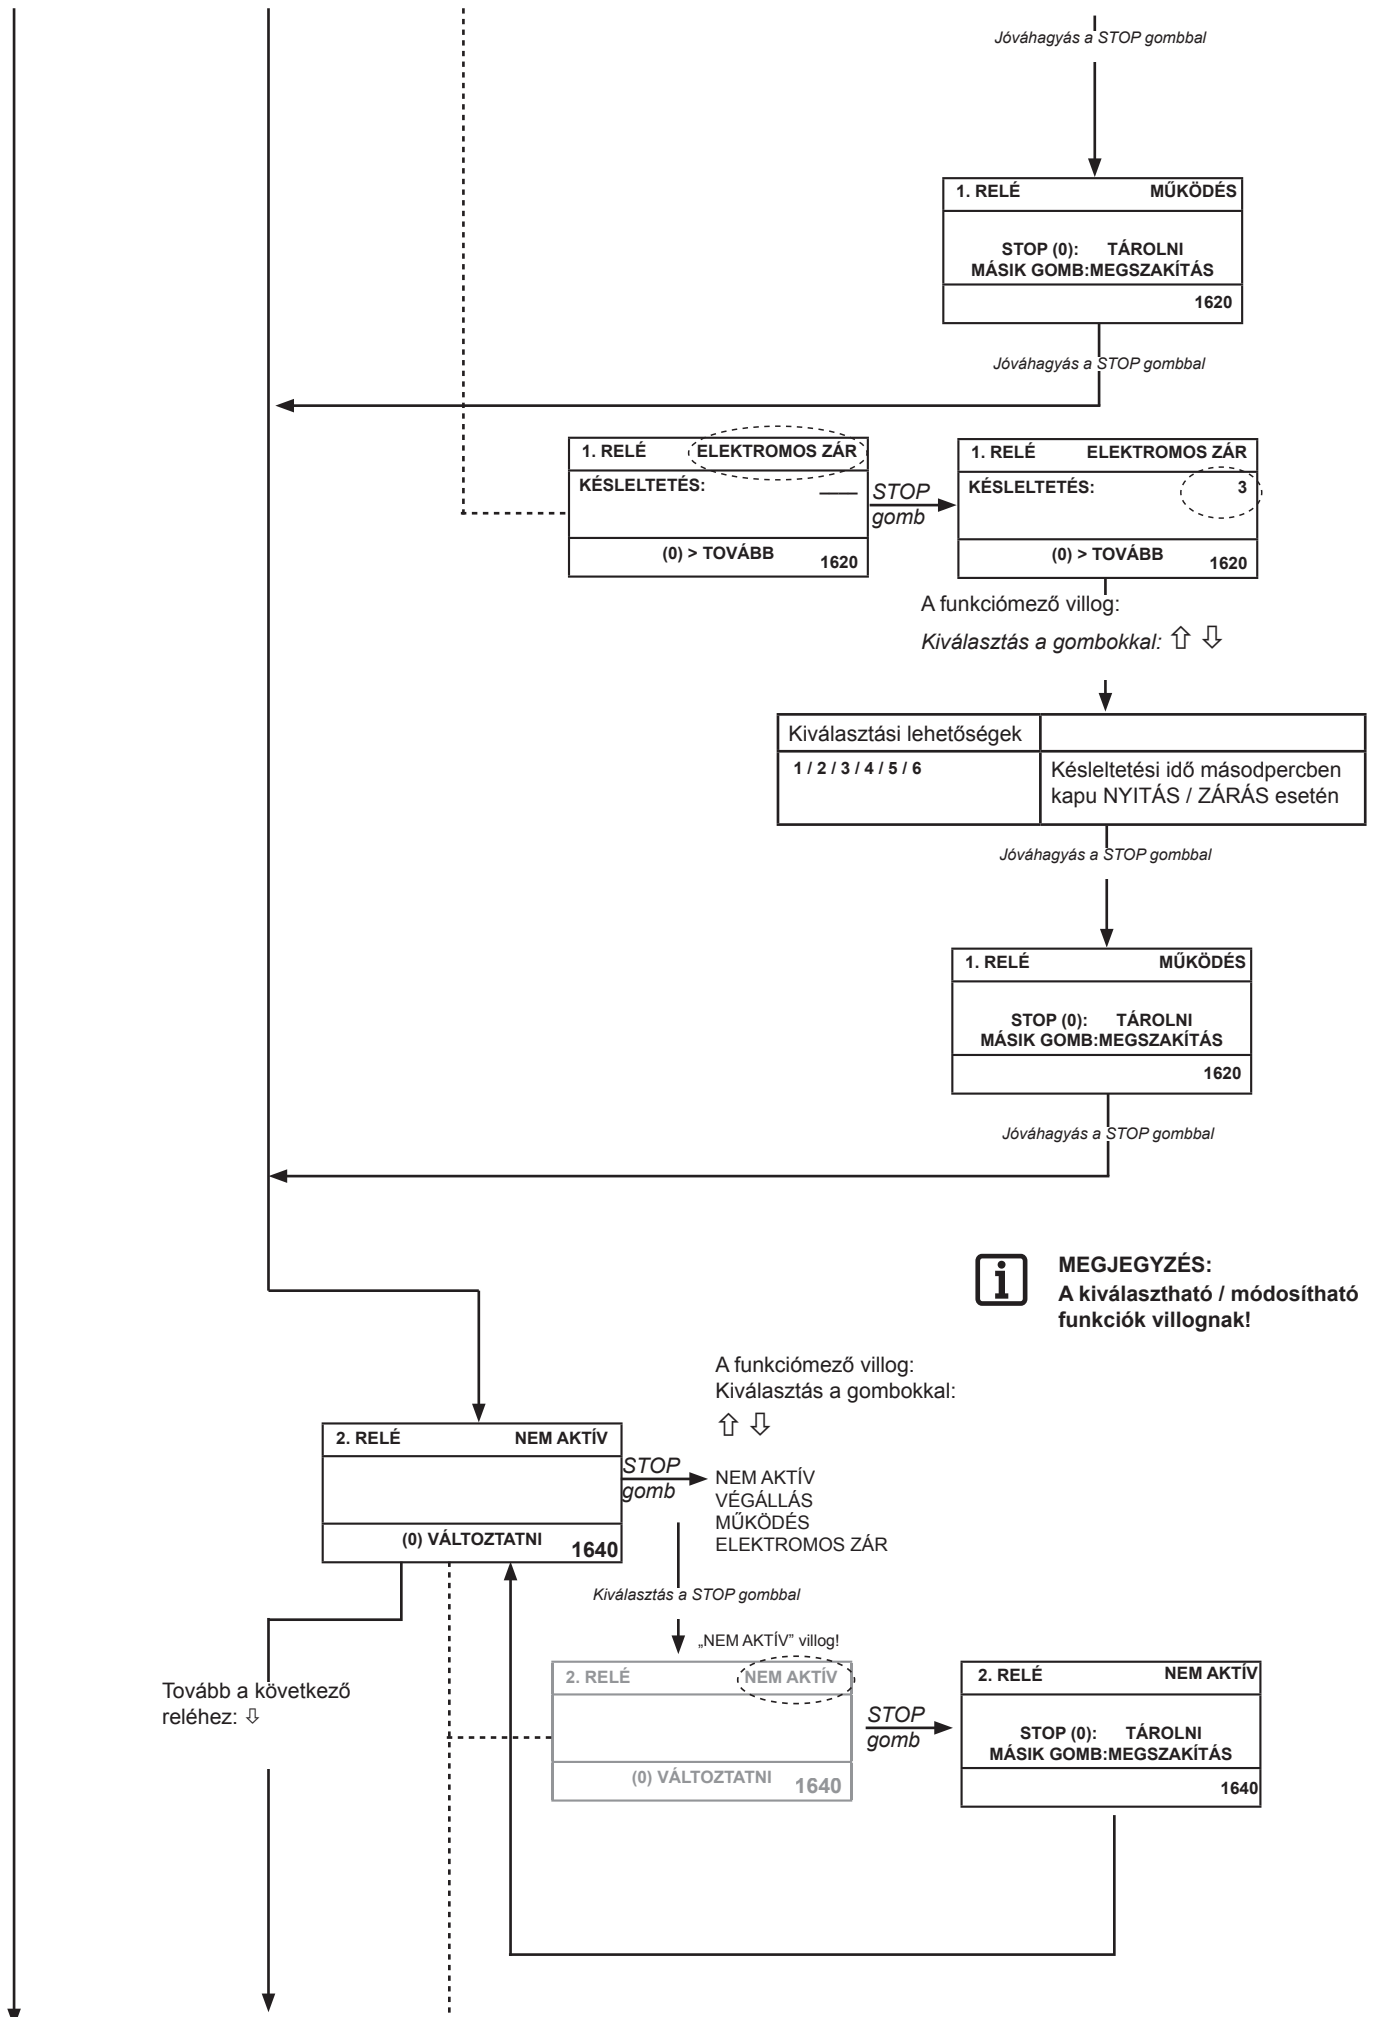 Jóváhagyás a STOP gombbal
1. RELÉ MŰKÖDÉS
STOP (0): TÁROLNI
MÁSIK GOMB:MEGSZAKÍTÁS
1620
Jóváhagyás a STOP gombbal
1. RELÉ ELEKTROMOS ZÁR
KÉSLELTETÉS: ____
(0) > TOVÁBB 1620
STOP
gomb
1. RELÉ ELEKTROMOS ZÁR
KÉSLELTETÉS: 3
(0) > TOVÁBB 1620
A funkciómező villog:
Kiválasztás a gombokkal: ⇧ ⇩
Kiválasztási lehetőségek
1 / 2 / 3 / 4 / 5 / 6
Késleltetési idő másodpercben
kapu NYITÁS / ZÁRÁS esetén
Jóváhagyás a STOP gombbal
1. RELÉ MŰKÖDÉS
STOP (0): TÁROLNI
MÁSIK GOMB:MEGSZAKÍTÁS
1620
Jóváhagyás a STOP gombbal
MEGJEGYZÉS:
A kiválasztható / módosítható
funkciók villognak!
A funkciómező villog:
Kiválasztás a gombokkal:
⇧ ⇩
2. RELÉ NEM AKTÍV
(0) VÁLTOZTATNI 1640
STOP
gomb
NEM AKTÍV
VÉGÁLLÁS
MŰKÖDÉS
ELEKTROMOS ZÁR
Kiválasztás a STOP gombbal
„NEM AKTÍV” villog!
Tovább a következő
reléhez: ⇩
2. RELÉ NEM AKTÍV
(0) VÁLTOZTATNI 1640
STOP
gomb
2. RELÉ NEM AKTÍV
STOP (0): TÁROLNI
MÁSIK GOMB:MEGSZAKÍTÁS
1640